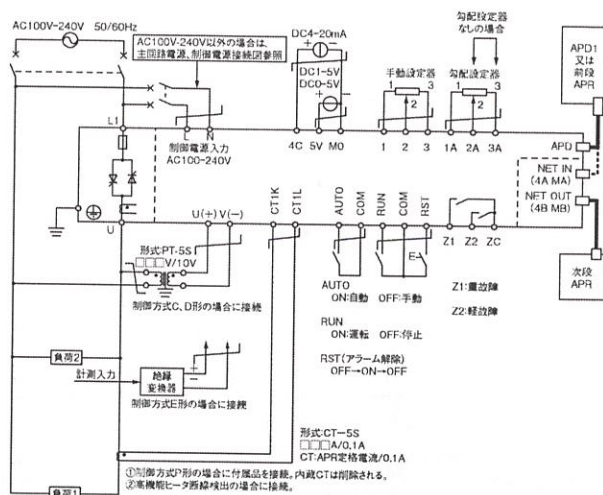 AC100V-240V 50/60Hz
AC100V-240V以外の場合は、
主回路電源、制御電源接続図参照
DC4-20mA
DC1-5V
DC0-5V
手動設定器
勾配設定器
なしの場合
勾配設定器
APD1
又は
前段
APR
1 3
2
1 3
2
L1
L N
制御電源入力
AC100-240V
4C 5V M0
1 2 3
1A 2A 3A
APD
NET IN
(4A MA)
NET OUT
(4B MB)
U
U(+) V(-)
CT1K
CT1L
AUTO
COM
RUN
COM
RST
Z1 Z2 ZC
形式:PT-5S
□□□V/10V
制御方式C、D形の場合に接続
AUTO
ON:自動 OFF:手動
RUN
ON:運転 OFF:停止
RST(アラーム解除)
OFF→ON→OFF
Z1:重故障
Z2:軽故障
次段
APR
負荷2
計測入力
絶縁
変換器
制御方式E形の場合に接続
形式:CT-5S
□□□A/0.1A
CT:APR定格電流/0.1A
①制御方式P形の場合に付属品を接続。内蔵CTは削除される。
②高機能ヒータ断線検出の場合に接続。
負荷1